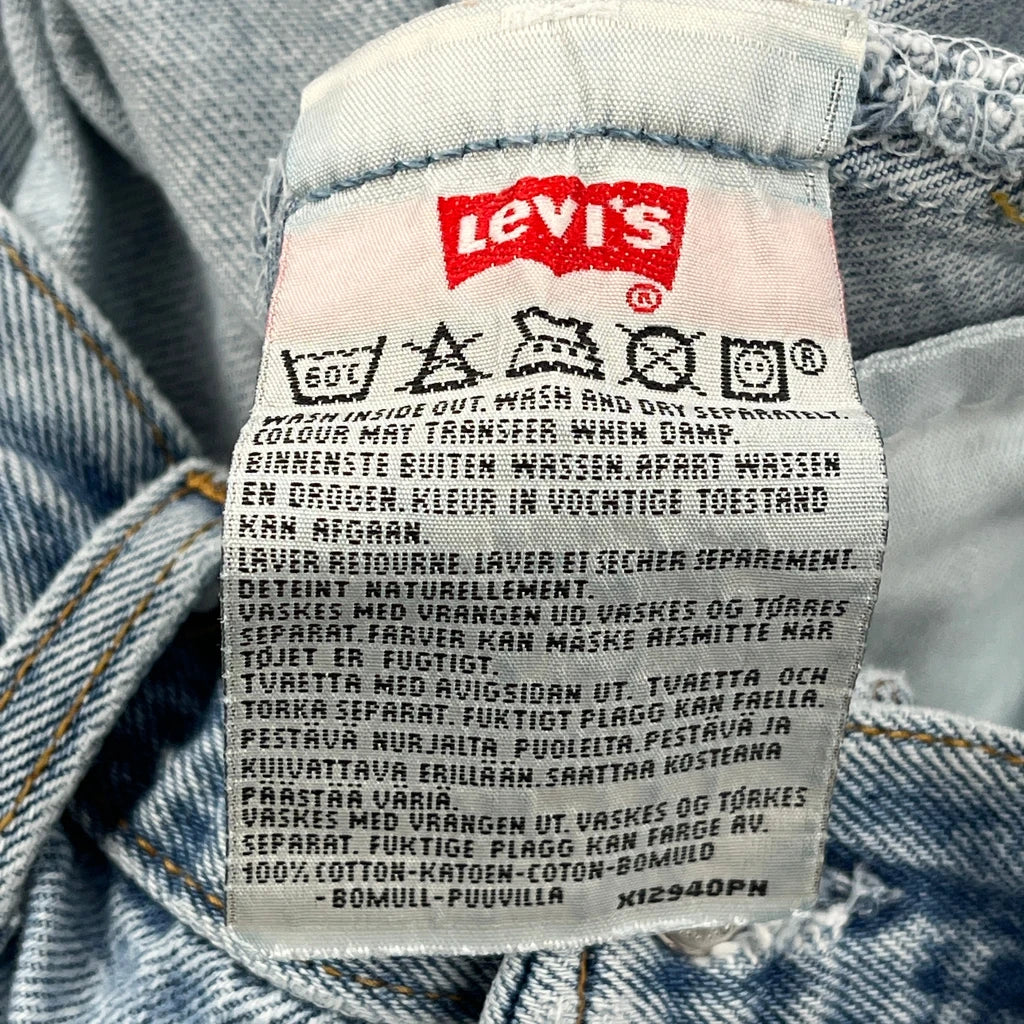 LEVI'S
®
60℃ ®
WASH INSIDE OUT. WASH AND DRY SEPARATELY.
COLOUR MAY TRANSFER WHEN DAMP.
BINNENSTE BUITEN WASSEN. APART WASSEN
EN DROGEN. KLEUR IN VOCHTIGE TOESTAND
KAN AFGAAN.
LAVER RETOURNE. LAVER ET SECHER SEPAREMENT.
DETEINT NATURELLEMENT.
VASKES MED VRANGEN UD. VASKES OG TØRRES
SEPARAT. FARVER KAN MÅSKE AFSMITTE NÅR
TØJET ER FUGTIGT.
TVAETTA MED AVIGSIDAN UT. TVAETTA OCH
TORKA SEPARAT. FUKTIGT PLAGG KAN FAELLA.
PESTÄVÄ NURJALTA PUOLELTA. PESTÄVÄ JA
KUIVATTAVA ERILLÄÄN. SAATTAA KOSTEANA
PÄÄSTÄÄ VÄRIÄ.
VASKES MED VRANGEN UT. VASKES OG TØRKES
SEPARAT. FUKTIGE PLAGG KAN FARGE AV.
100% COTTON-KATOEN-COTON-BOMULD
-BOMULL-PUUVILLA X12940PN